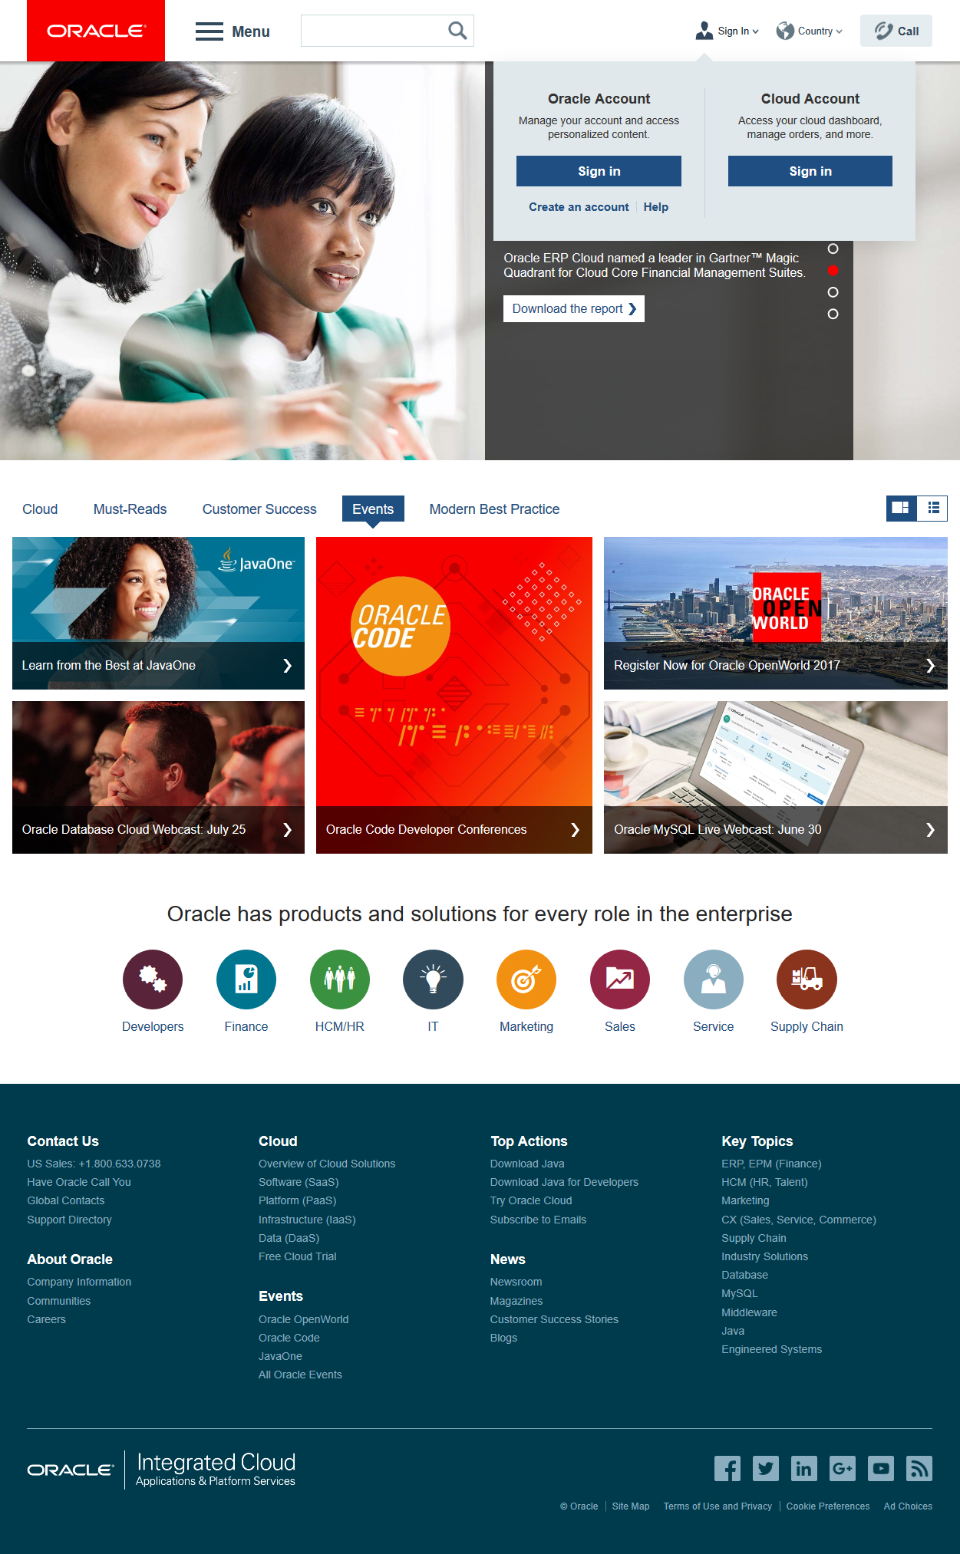 ORACLE
Menu
Sign In
Country
Call
Oracle Account
Manage your account and access
personalized content.
Sign in
Create an account
Help
Cloud Account
Access your cloud dashboard,
manage orders, and more.
Sign in
Oracle ERP Cloud named a leader in Gartner™ Magic
Quadrant for Cloud Core Financial Management Suites.
Download the report
Cloud
Must-Reads
Customer Success
Events
Modern Best Practice
JavaOne
Learn from the Best at JavaOne
ORACLE
CODE
Oracle Code Developer Conferences
ORACLE
OPEN
WORLD
Register Now for Oracle OpenWorld 2017
Oracle Database Cloud Webcast: July 25
Oracle MySQL Live Webcast: June 30
Oracle has products and solutions for every role in the enterprise
Developers
Finance
HCM/HR
IT
Marketing
Sales
Service
Supply Chain
Contact Us
US Sales: +1.800.633.0738
Have Oracle Call You
Global Contacts
Support Directory
About Oracle
Company Information
Communities
Careers
Cloud
Overview of Cloud Solutions
Software (SaaS)
Platform (PaaS)
Infrastructure (IaaS)
Data (DaaS)
Free Cloud Trial
Events
Oracle OpenWorld
Oracle Code
JavaOne
All Oracle Events
Top Actions
Download Java
Download Java for Developers
Try Oracle Cloud
Subscribe to Emails
News
Newsroom
Magazines
Customer Success Stories
Blogs
Key Topics
ERP, EPM (Finance)
HCM (HR, Talent)
Marketing
CX (Sales, Service, Commerce)
Supply Chain
Industry Solutions
Database
MySQL
Middleware
Java
Engineered Systems
ORACLE
Integrated Cloud
Applications & Platform Services
© Oracle
Site Map
Terms of Use and Privacy
Cookie Preferences
Ad Choices